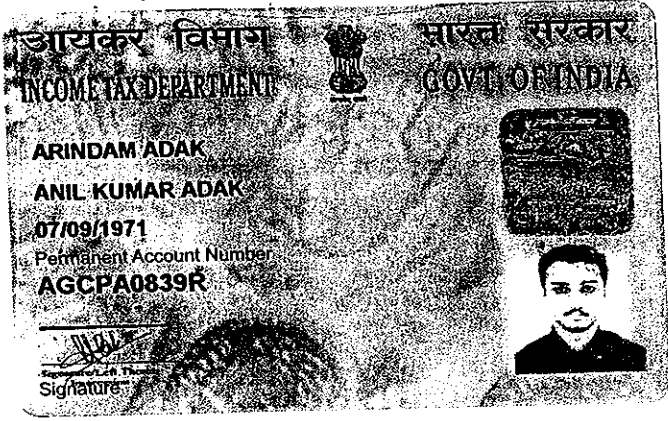 आयकर विभाग
भारत सरकार
INCOME TAX DEPARTMENT
GOVT. OF INDIA
ARINDAM ADAK
ANIL KUMAR ADAK
07/09/1971
Permanent Account Number
AGCPA0839R
Signature